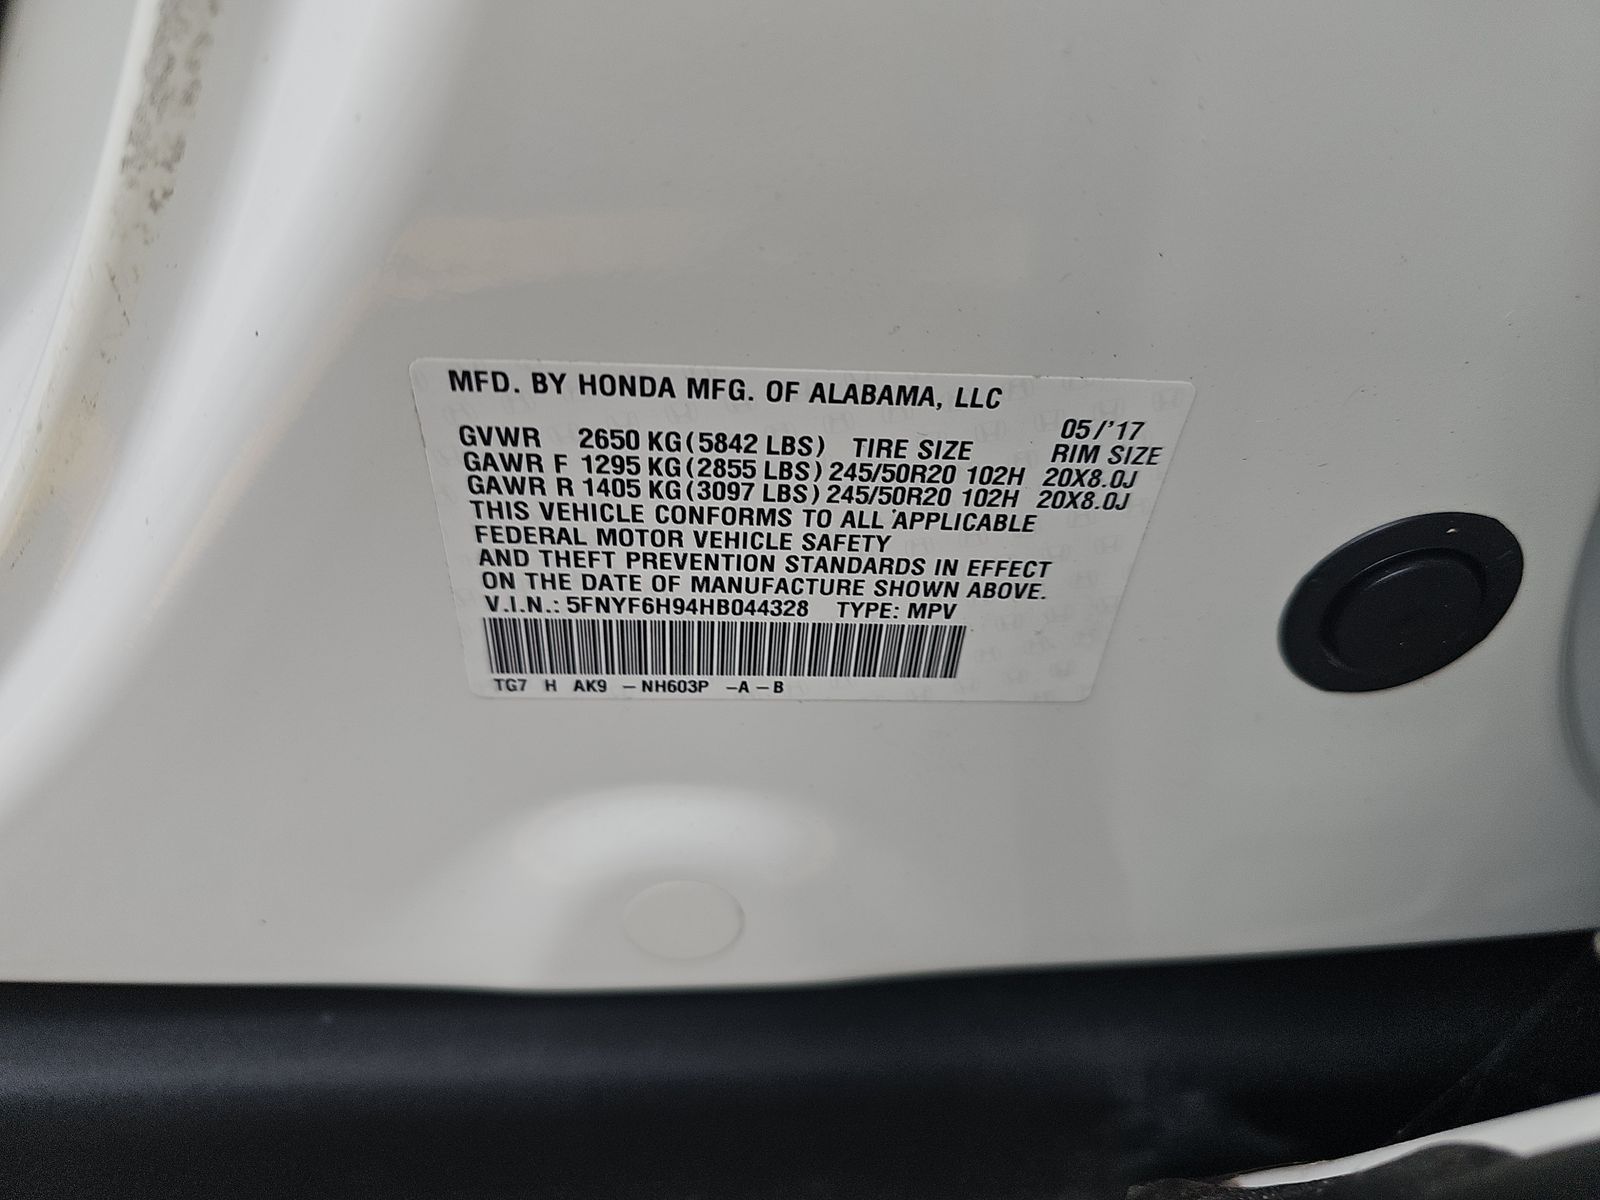 MFD. BY HONDA MFG. OF ALABAMA, LLC
05/'17
GVWR 2650 KG (5842 LBS) TIRE SIZE RIM SIZE
GAWR F 1295 KG (2855 LBS) 245/50R20 102H 20X8.0J
GAWR R 1405 KG (3097 LBS) 245/50R20 102H 20X8.0J
THIS VEHICLE CONFORMS TO ALL APPLICABLE
FEDERAL MOTOR VEHICLE SAFETY
AND THEFT PREVENTION STANDARDS IN EFFECT
ON THE DATE OF MANUFACTURE SHOWN ABOVE.
V.I.N.: 5FNYF6H94HB044328 TYPE: MPV
TG7 H AK9 – NH603P –A – B